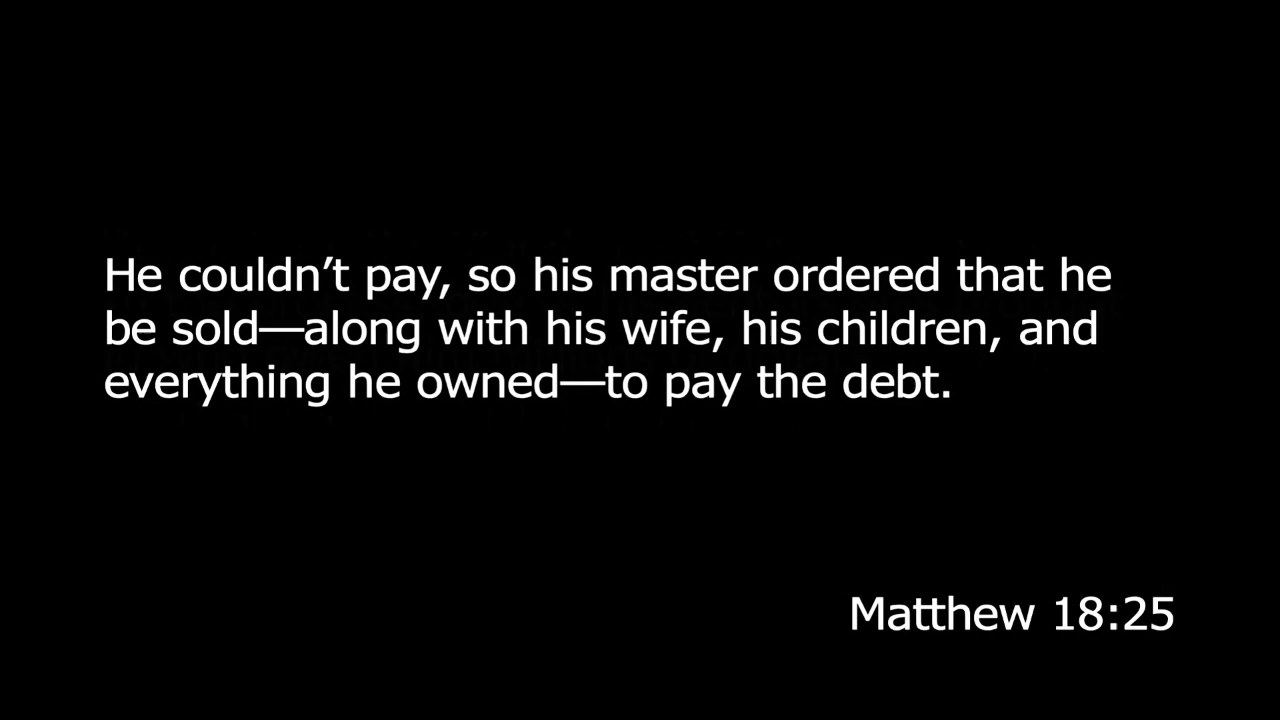 He couldn’t pay, so his master ordered that he
be sold—along with his wife, his children, and
everything he owned—to pay the debt.
Matthew 18:25